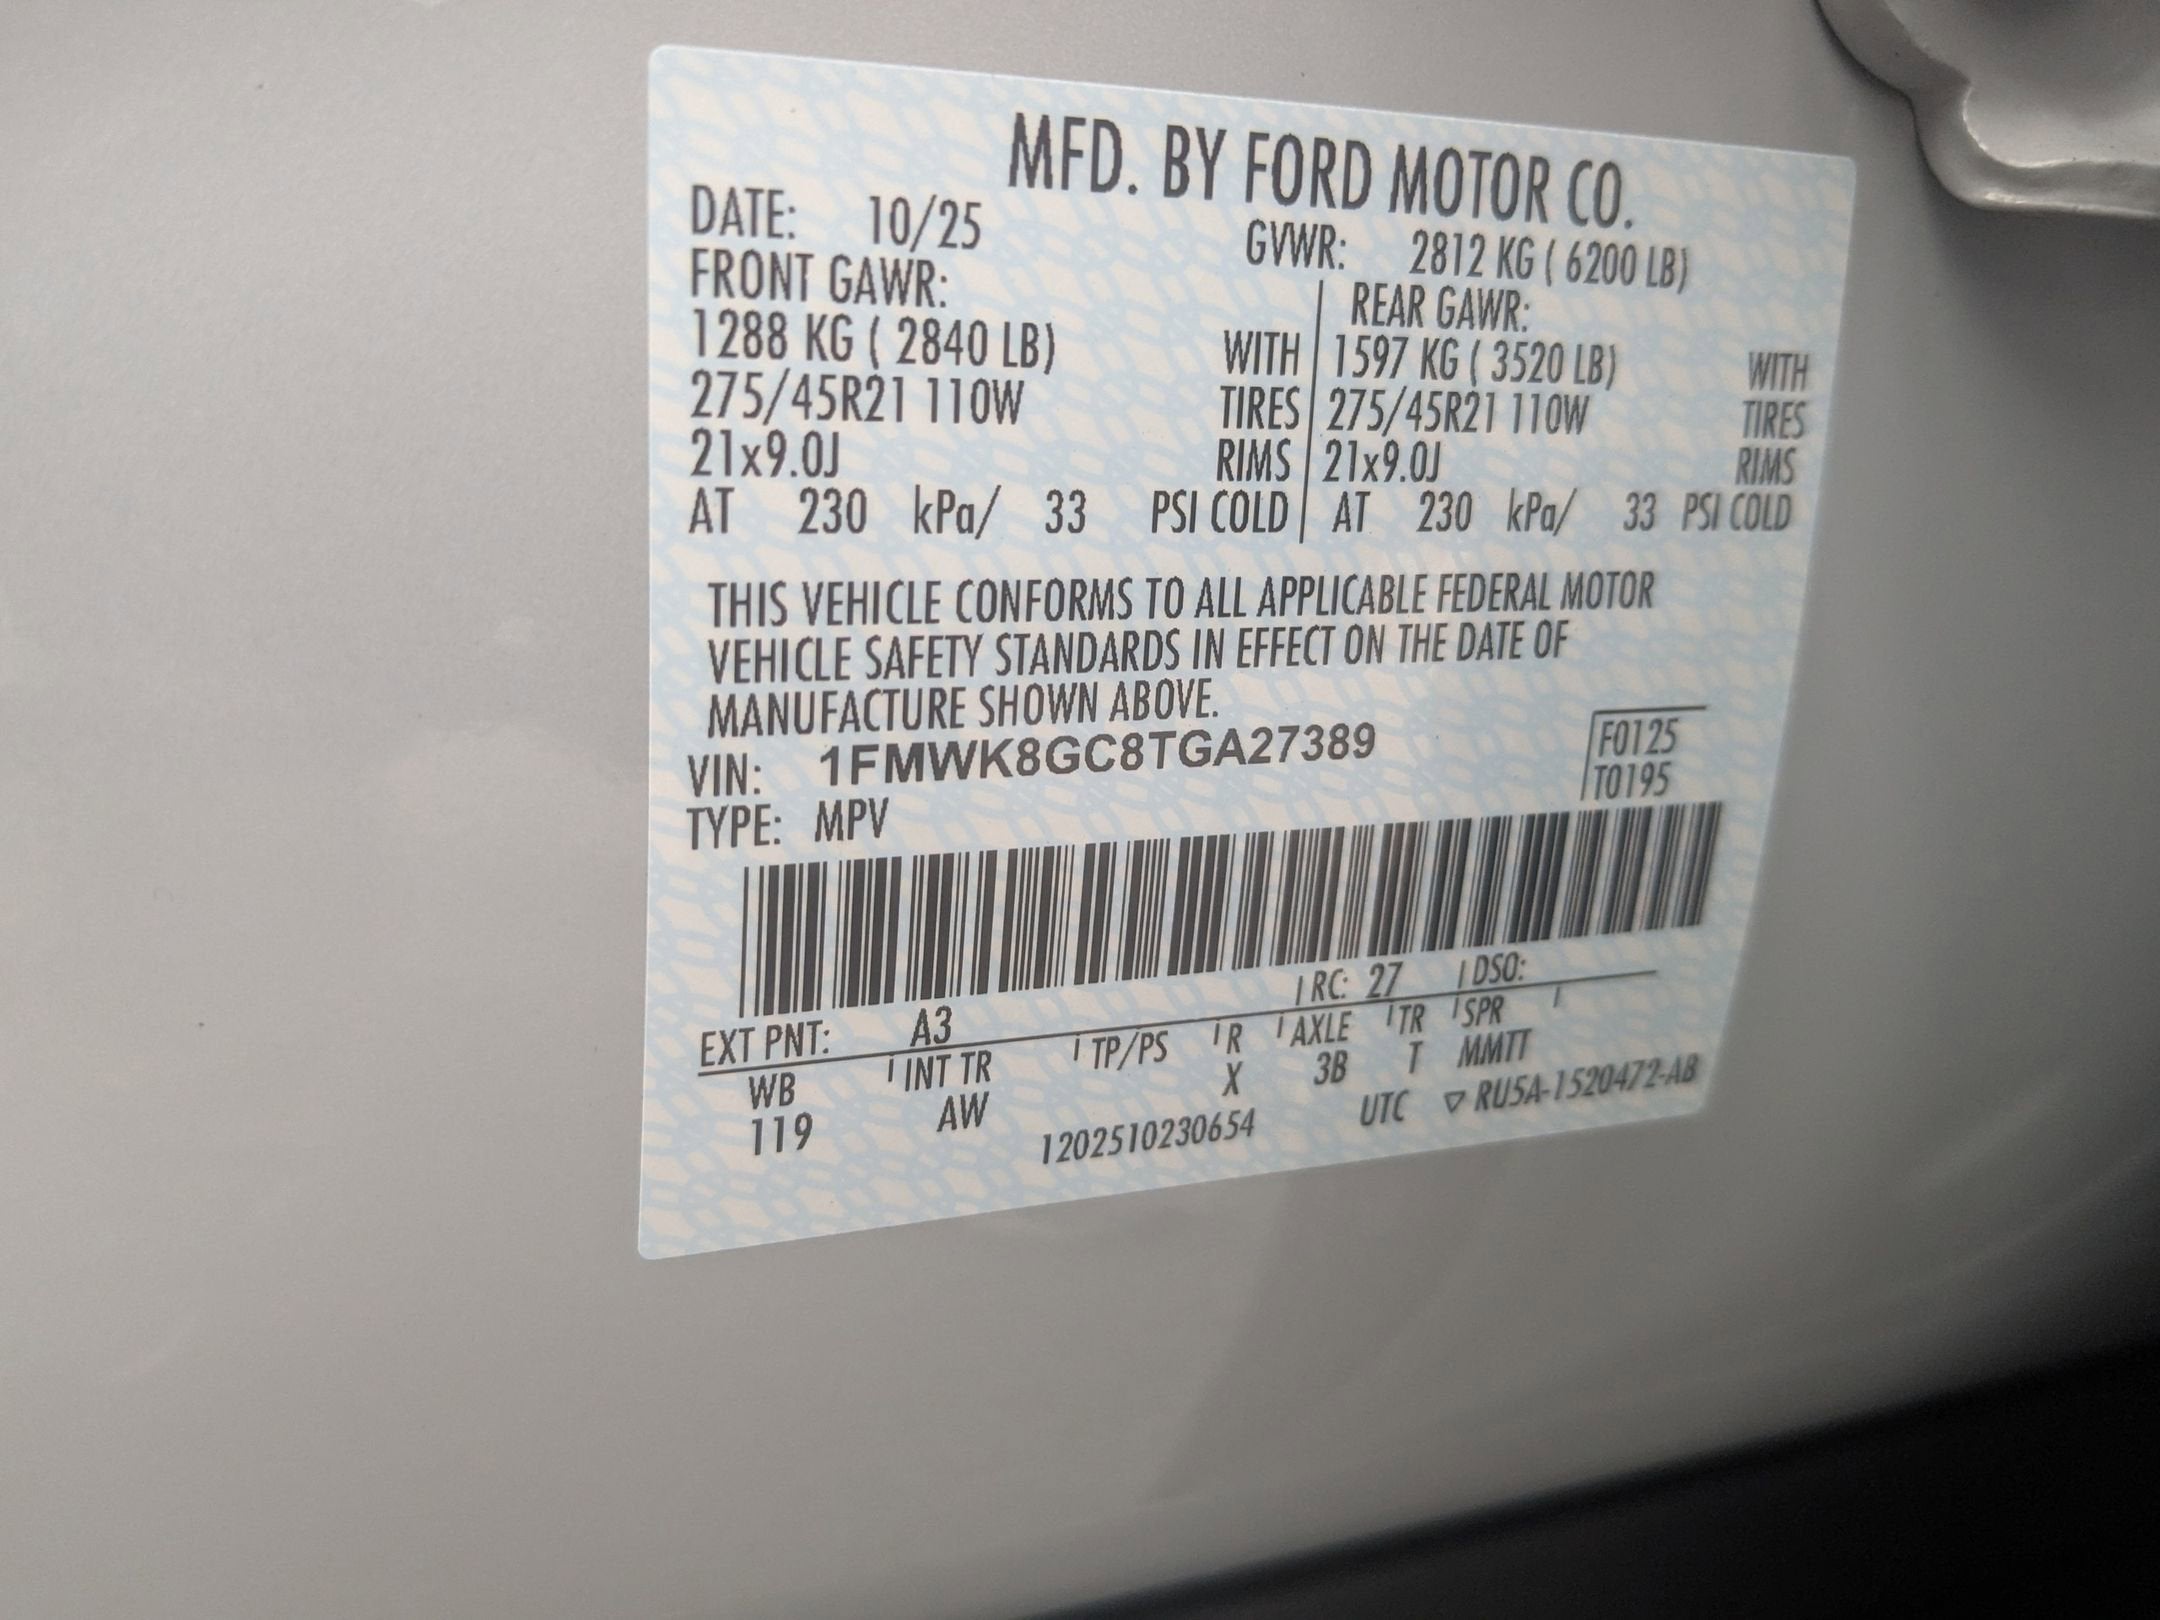 MFD. BY FORD MOTOR CO.
DATE: 10/25 GVWR: 2812 KG ( 6200 LB)
FRONT GAWR: REAR GAWR:
1288 KG ( 2840 LB) WITH 1597 KG ( 3520 LB) WITH
275/45R21 110W TIRES 275/45R21 110W TIRES
21x9.0J RIMS 21x9.0J RIMS
AT 230 kPa/ 33 PSI COLD AT 230 kPa/ 33 PSI COLD
THIS VEHICLE CONFORMS TO ALL APPLICABLE FEDERAL MOTOR
VEHICLE SAFETY STANDARDS IN EFFECT ON THE DATE OF
MANUFACTURE SHOWN ABOVE.
VIN: 1FMWK8GC8TGA27389 F0125
TYPE: MPV T0195
EXT PNT: A3 RC: 27 DSO:
WB INT TR TP/PS R AXLE TR SPR
119 AW X 3B T MMTT
1202510230654 UTC ▽ RU5A-1520472-AB